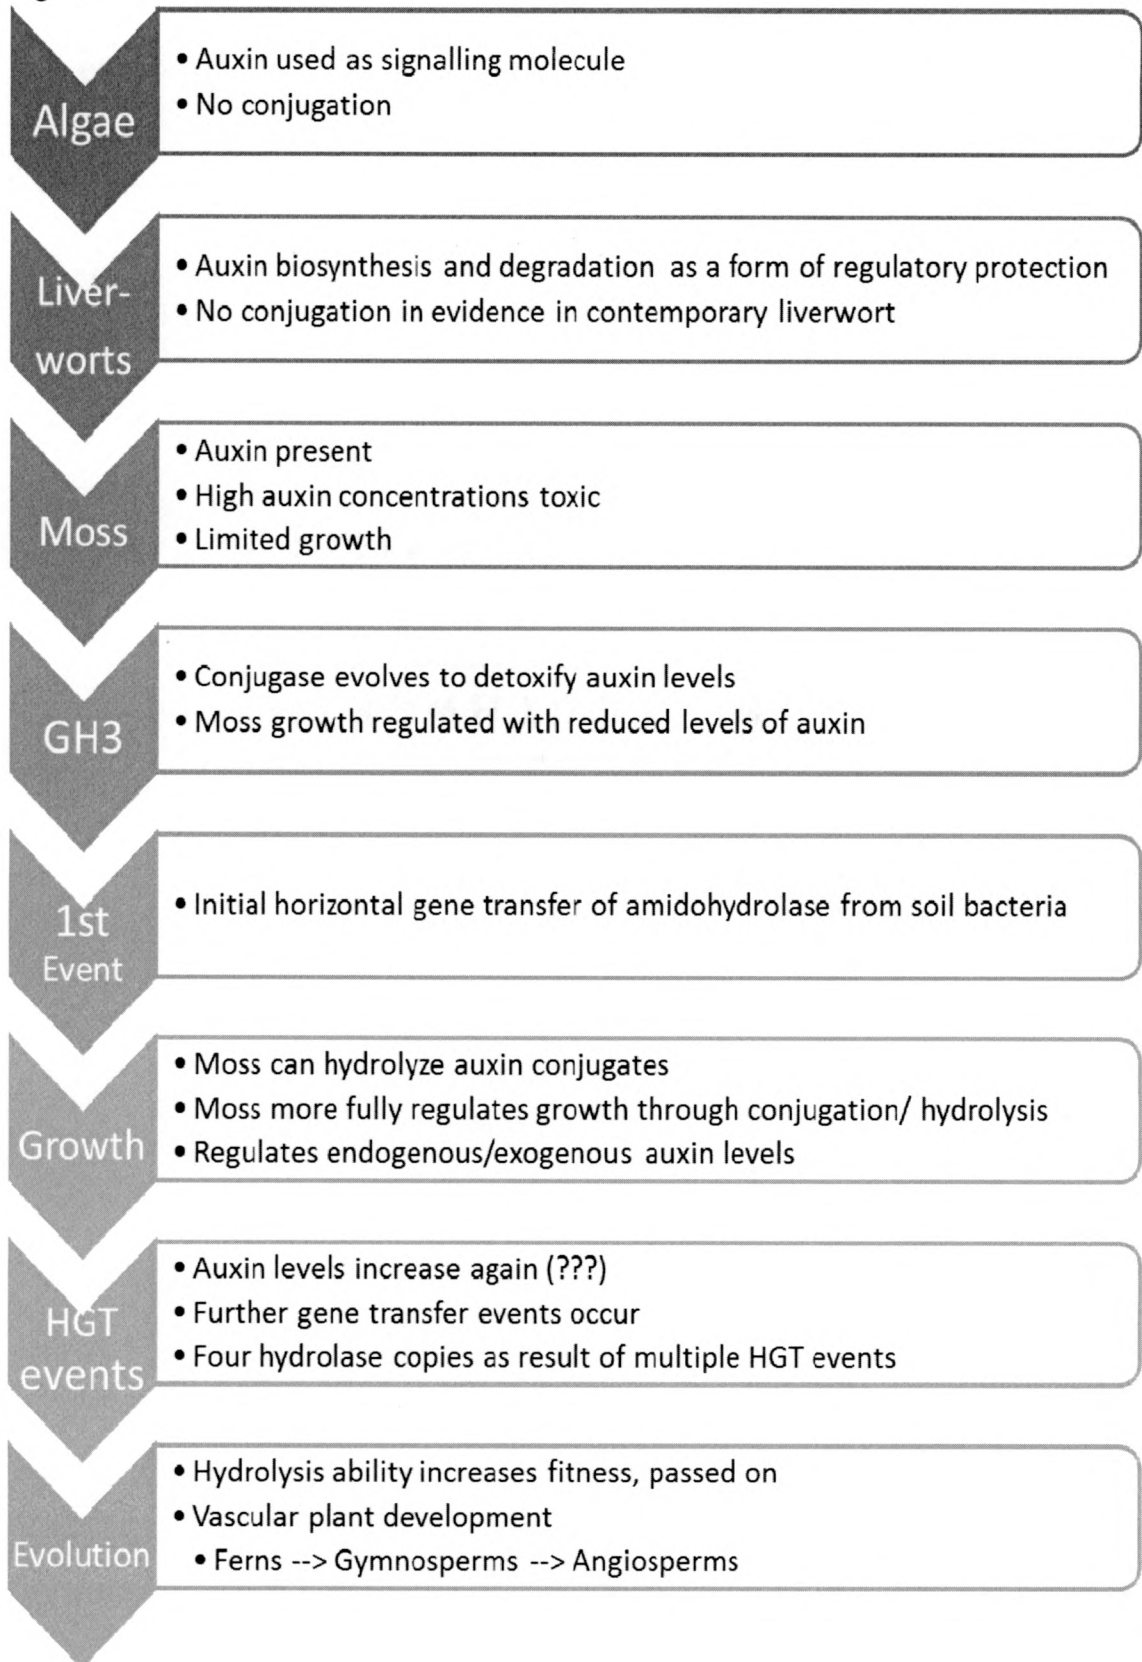 Algae
• Auxin used as signalling molecule
• No conjugation
Liver-
worts
• Auxin biosynthesis and degradation as a form of regulatory protection
• No conjugation in evidence in contemporary liverwort
Moss
• Auxin present
• High auxin concentrations toxic
• Limited growth
GH3
• Conjugase evolves to detoxify auxin levels
• Moss growth regulated with reduced levels of auxin
1st
Event
• Initial horizontal gene transfer of amidohydrolase from soil bacteria
Growth
• Moss can hydrolyze auxin conjugates
• Moss more fully regulates growth through conjugation/ hydrolysis
• Regulates endogenous/exogenous auxin levels
HGT
events
• Auxin levels increase again (???)
• Further gene transfer events occur
• Four hydrolase copies as result of multiple HGT events
Evolution
• Hydrolysis ability increases fitness, passed on
• Vascular plant development
• Ferns --> Gymnosperms --> Angiosperms